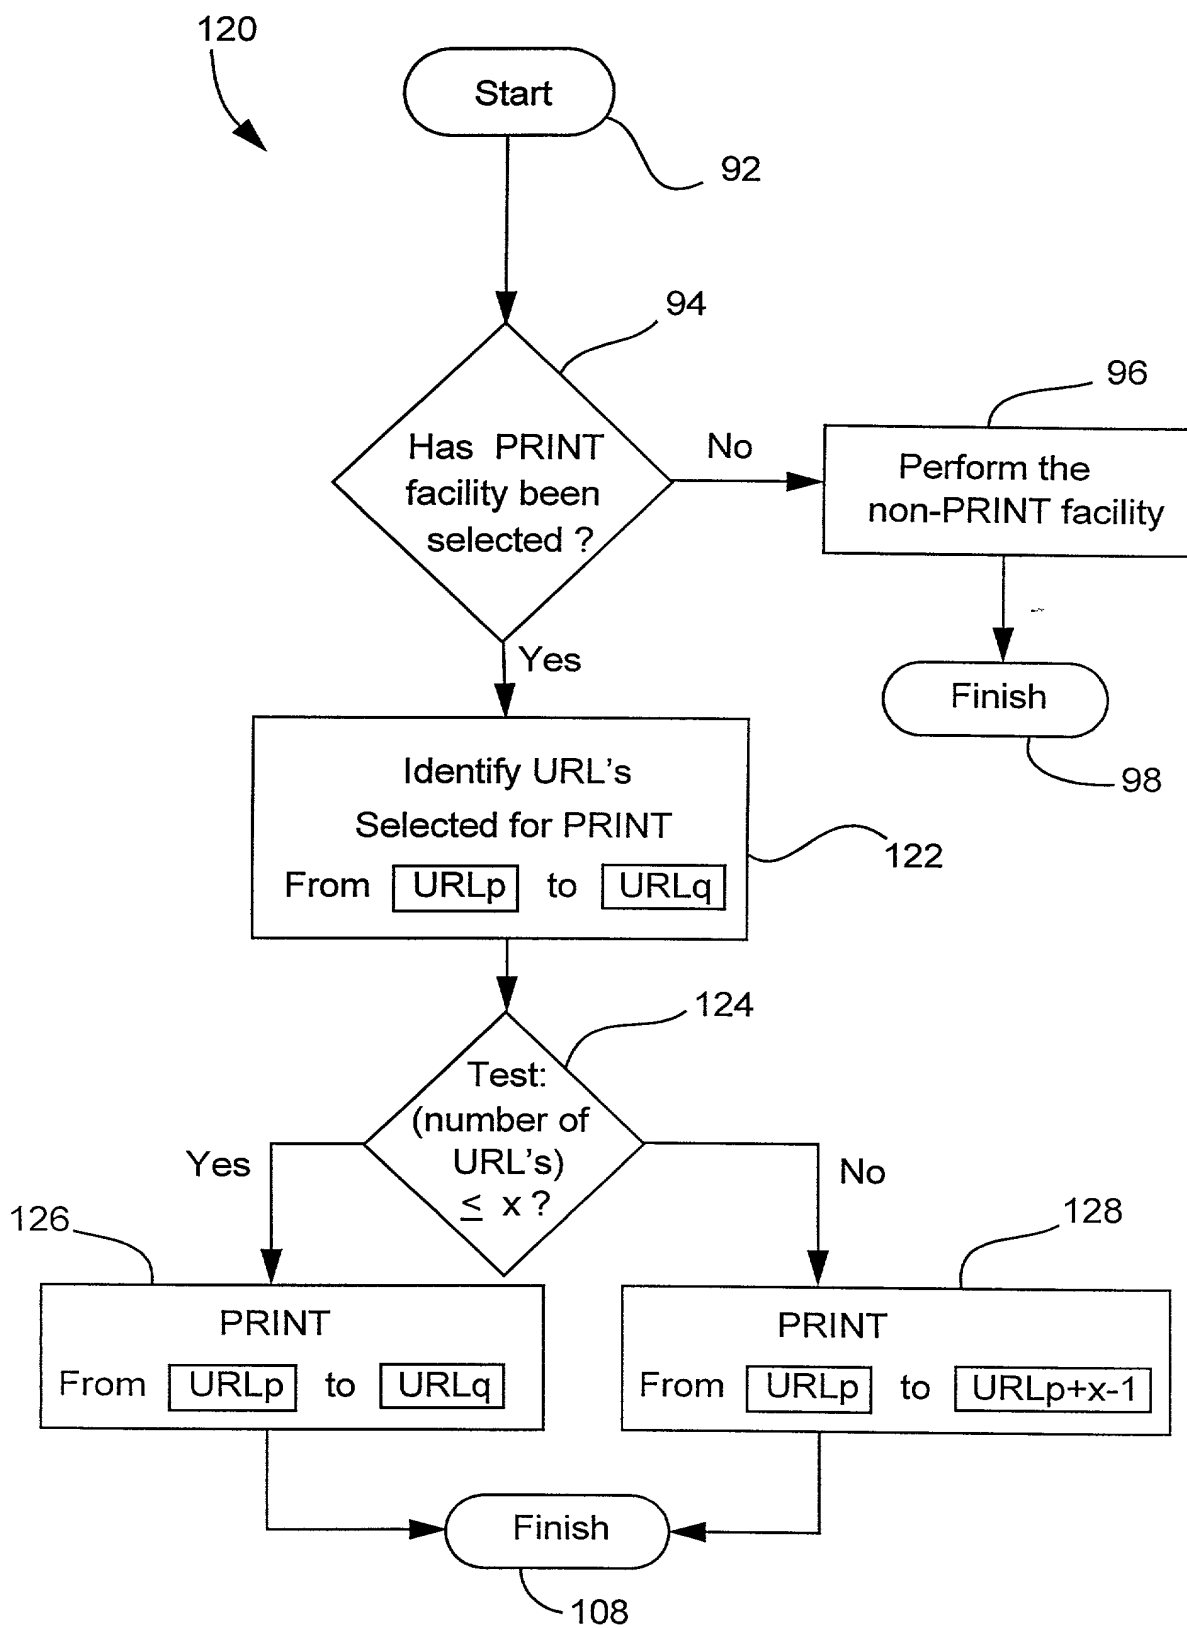 120
Start
92
94
Has PRINT
facility been
selected ?
No
96
Perform the
non-PRINT facility
Yes
Finish
98
Identify URL's
Selected for PRINT
From URLp to URLq
122
124
Test:
(number of
URL's)
≤ x ?
Yes
No
126
128
PRINT
From URLp to URLq
PRINT
From URLp to URLp+x-1
Finish
108